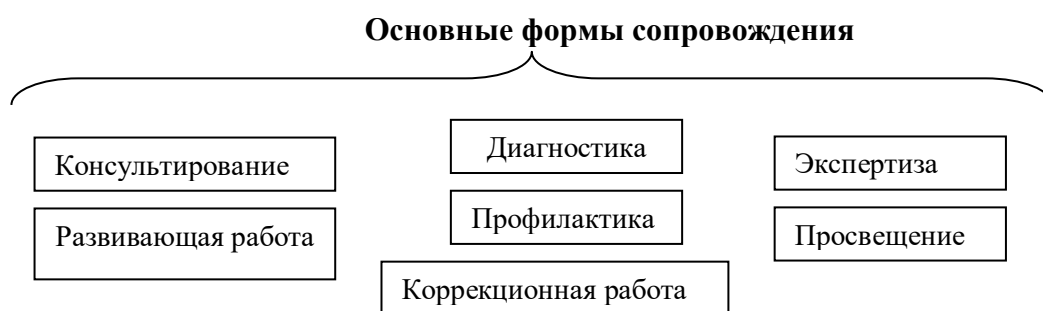 Основные формы сопровождения
Консультирование
Диагностика
Экспертиза
Развивающая работа
Профилактика
Просвещение
Коррекционная работа